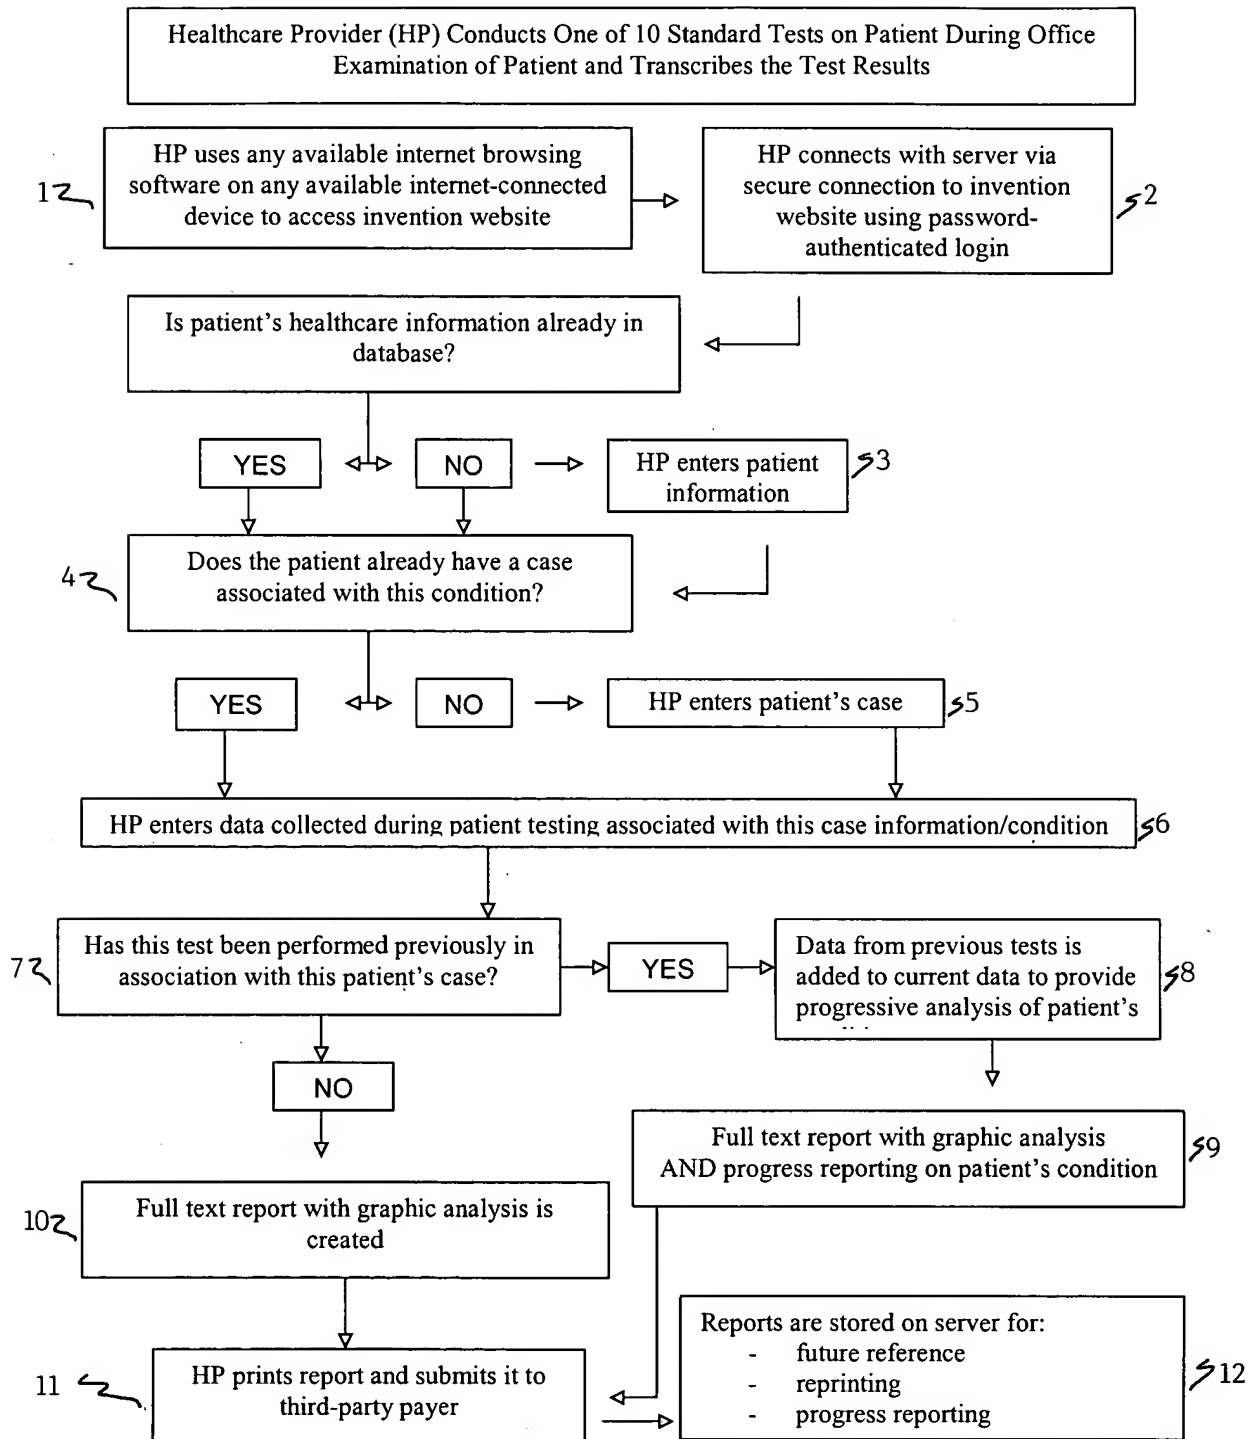 Healthcare Provider (HP) Conducts One of 10 Standard Tests on Patient During Office
Examination of Patient and Transcribes the Test Results
1
HP uses any available internet browsing
software on any available internet-connected
device to access invention website
HP connects with server via
secure connection to invention
website using password-
authenticated login
2
Is patient's healthcare information already in
database?
YES
NO
HP enters patient
information
3
4
Does the patient already have a case
associated with this condition?
YES
NO
HP enters patient's case
5
HP enters data collected during patient testing associated with this case information/condition
6
7
Has this test been performed previously in
association with this patient's case?
YES
Data from previous tests is
added to current data to provide
progressive analysis of patient's
8
NO
Full text report with graphic analysis
AND progress reporting on patient's condition
9
10
Full text report with graphic analysis is
created
11
HP prints report and submits it to
third-party payer
Reports are stored on server for:
- future reference
- reprinting
- progress reporting
12